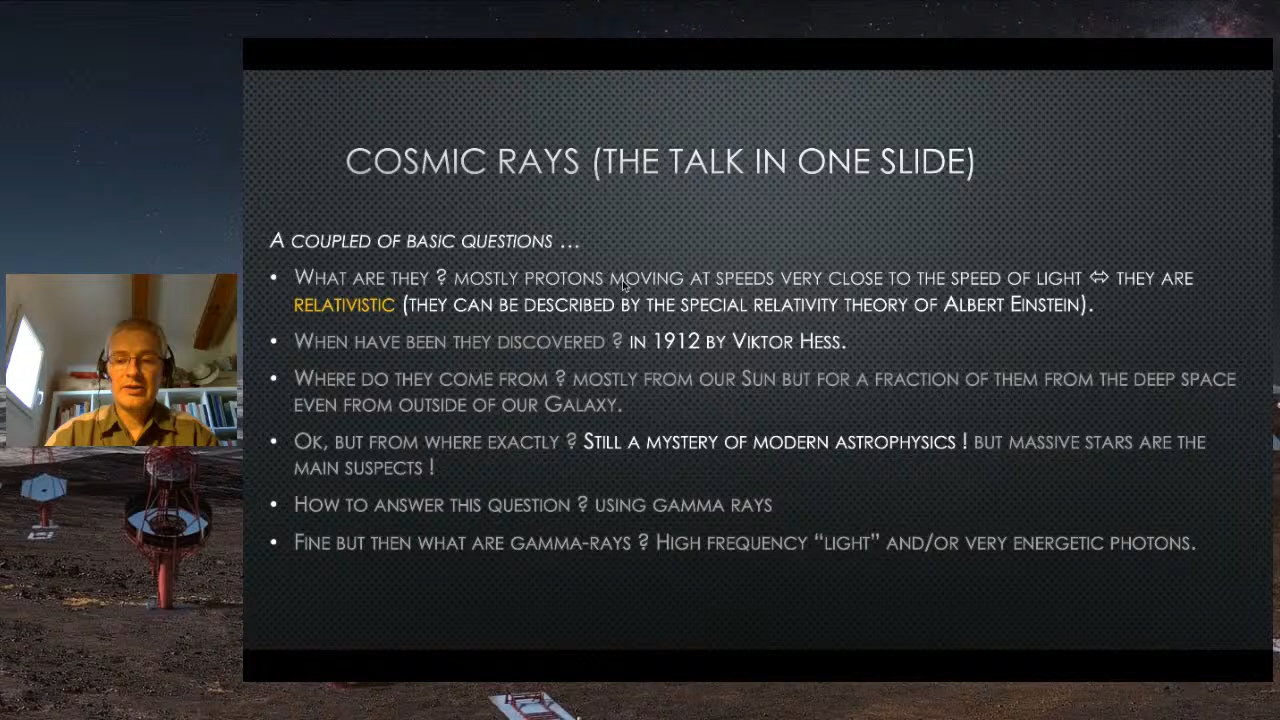 COSMIC RAYS (THE TALK IN ONE SLIDE)
A COUPLED OF BASIC QUESTIONS …
• WHAT ARE THEY ? MOSTLY PROTONS MOVING AT SPEEDS VERY CLOSE TO THE SPEED OF LIGHT ⇔ THEY ARE
RELATIVISTIC (THEY CAN BE DESCRIBED BY THE SPECIAL RELATIVITY THEORY OF ALBERT EINSTEIN).
• WHEN HAVE BEEN THEY DISCOVERED ? IN 1912 BY VIKTOR HESS.
• WHERE DO THEY COME FROM ? MOSTLY FROM OUR SUN BUT FOR A FRACTION OF THEM FROM THE DEEP SPACE
EVEN FROM OUTSIDE OF OUR GALAXY.
• OK, BUT FROM WHERE EXACTLY ? STILL A MYSTERY OF MODERN ASTROPHYSICS ! BUT MASSIVE STARS ARE THE
MAIN SUSPECTS !
• HOW TO ANSWER THIS QUESTION ? USING GAMMA RAYS
• FINE BUT THEN WHAT ARE GAMMA-RAYS ? HIGH FREQUENCY “LIGHT” AND/OR VERY ENERGETIC PHOTONS.